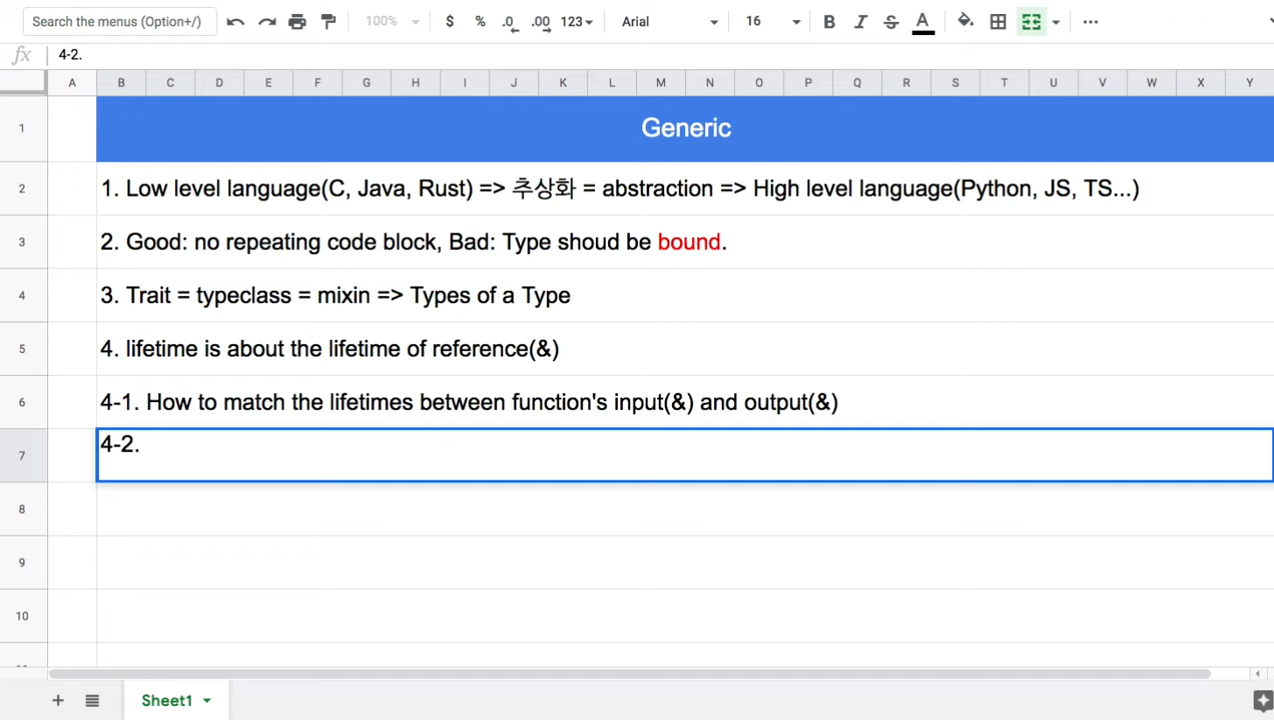 Search the menus (Option+/)
100%
$ % .0 .00 123
Arial
16
B I S A
fx 4-2.
A B C D E F G H I J K L M N O P Q R S T U V W X Y
1 Generic
2 1. Low level language(C, Java, Rust) => 추상화 = abstraction => High level language(Python, JS, TS...)
3 2. Good: no repeating code block, Bad: Type shoud be bound.
4 3. Trait = typeclass = mixin => Types of a Type
5 4. lifetime is about the lifetime of reference(&)
6 4-1. How to match the lifetimes between function's input(&) and output(&)
7 4-2.
8
9
10
Sheet1